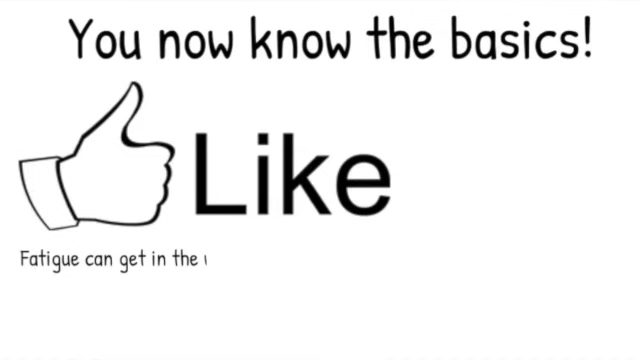 You now know the basics!
Like
Fatigue can get in the